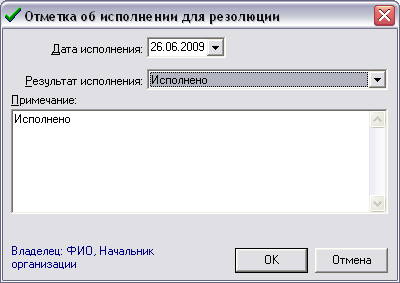 Отметка об исполнении для резолюции
Дата исполнения: 26.06.2009
Результат исполнения: Исполнено
Примечание:
Исполнено
Владелец: ФИО, Начальник
организации
OK Отмена